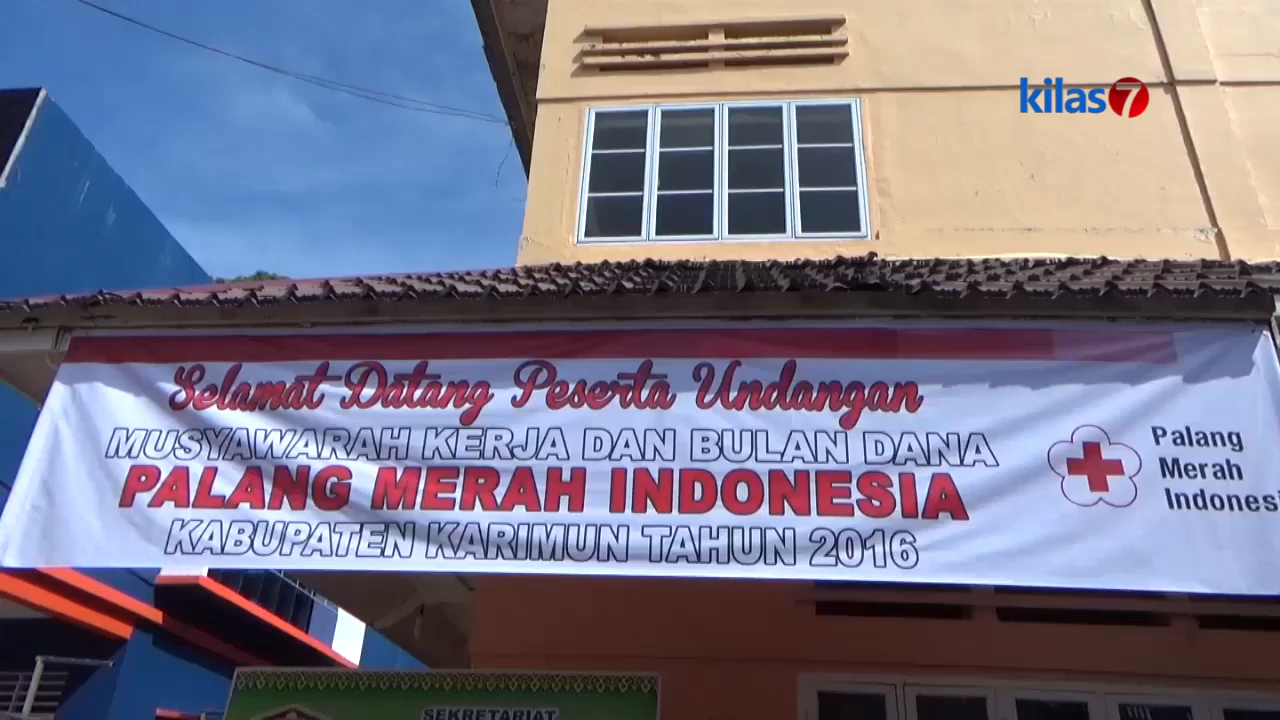 kilas7
Selamat Datang Peserta Undangan
MUSYAWARAH KERJA DAN BULAN DANA
PALANG MERAH INDONESIA
KABUPATEN KARIMUN TAHUN 2016
Palang
Merah
Indonesi
SEKRETARIAT